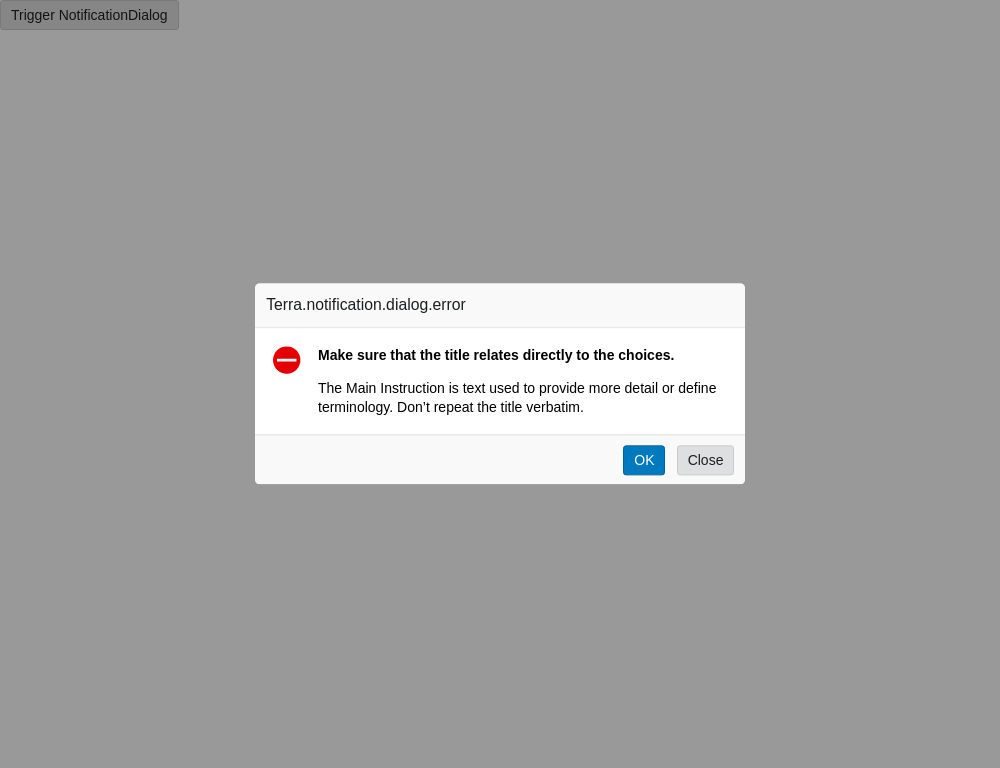 Trigger NotificationDialog
Terra.notification.dialog.error
Make sure that the title relates directly to the choices.
The Main Instruction is text used to provide more detail or define
terminology. Don’t repeat the title verbatim.
OK Close